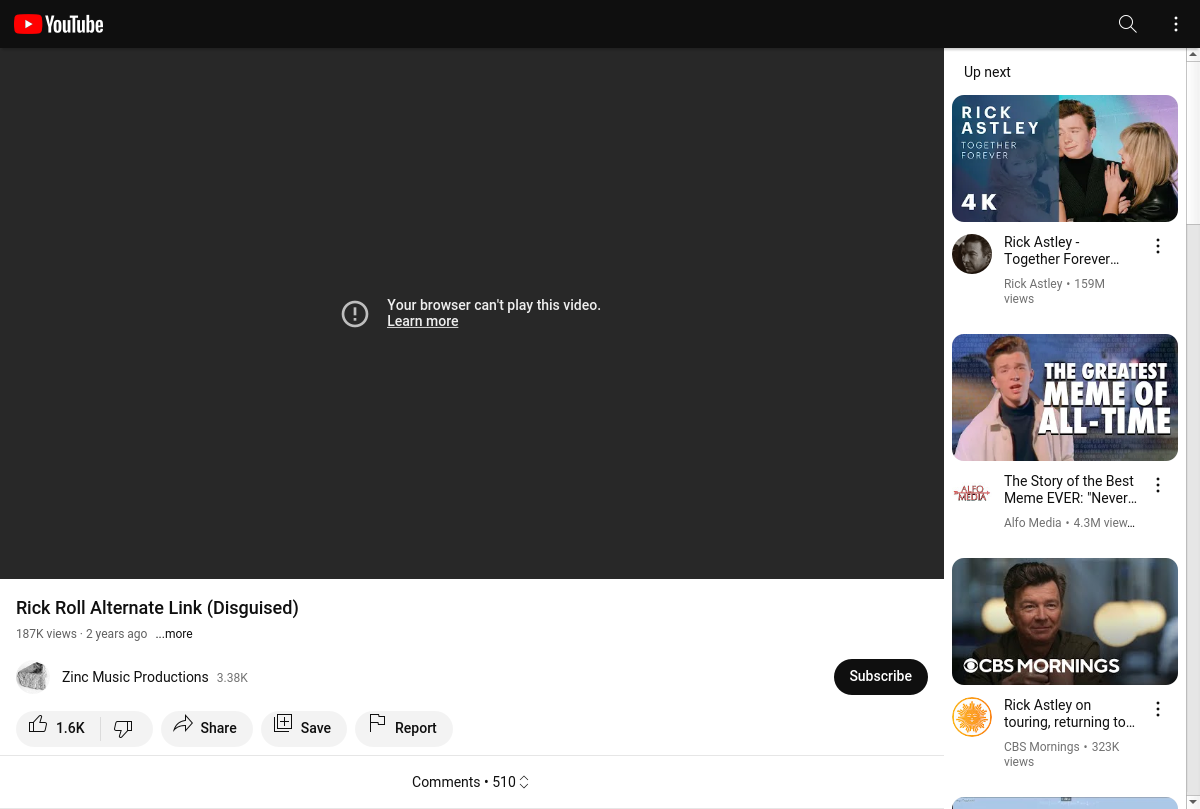 YouTube
Your browser can't play this video.
Learn more
Rick Roll Alternate Link (Disguised)
187K views · 2 years ago ...more
Zinc Music Productions 3.38K
Subscribe
1.6K
Share
Save
Report
Comments • 510
Up next
RICK
ASTLEY
TOGETHER
FOREVER
4K
Rick Astley -
Together Forever...
Rick Astley • 159M
views
THE GREATEST
MEME OF
ALL-TIME
ALFO
MEDIA
The Story of the Best
Meme EVER: "Never...
Alfo Media • 4.3M view...
CBS MORNINGS
Rick Astley on
touring, returning to...
CBS Mornings • 323K
views